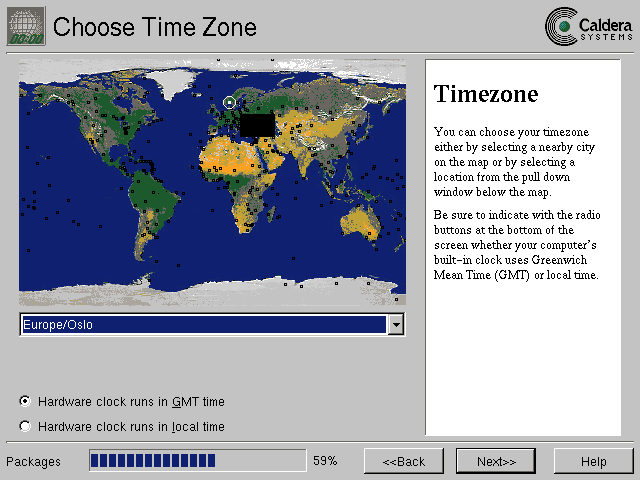 Choose Time Zone
Caldera
SYSTEMS
Timezone
You can choose your timezone
either by selecting a nearby city
on the map or by selecting a
location from the pull down
window below the map.
Be sure to indicate with the radio
buttons at the bottom of the
screen whether your computer's
built-in clock uses Greenwich
Mean Time (GMT) or local time.
Europe/Oslo
Hardware clock runs in GMT time
Hardware clock runs in local time
Packages
59%
<<Back
Next>>
Help